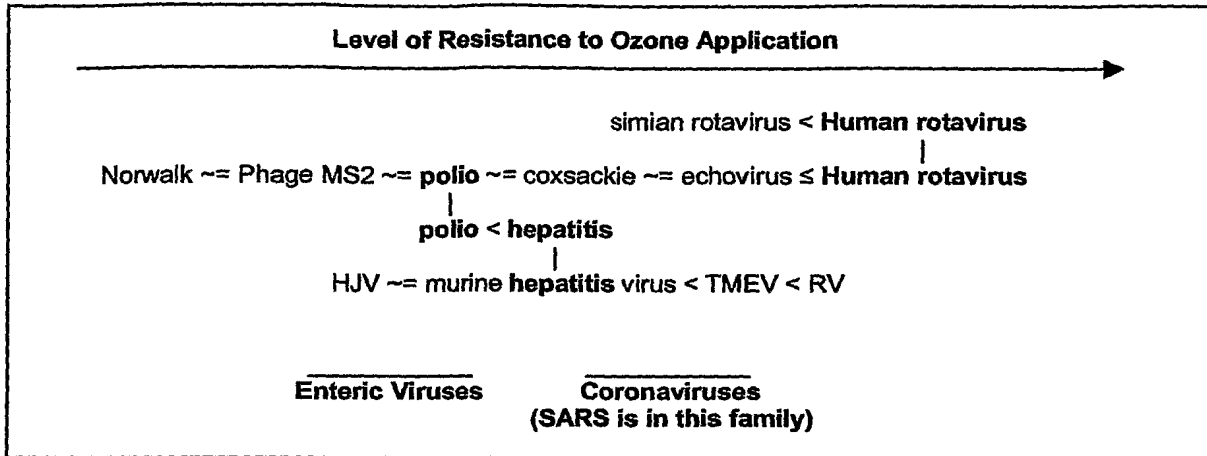 Level of Resistance to Ozone Application
simian rotavirus < Human rotavirus
Norwalk ~= Phage MS2 ~= polio ~= coxsackie ~= echovirus ≤ Human rotavirus
polio < hepatitis
HJV ~= murine hepatitis virus < TMEV < RV
Enteric Viruses Coronaviruses
(SARS is in this family)